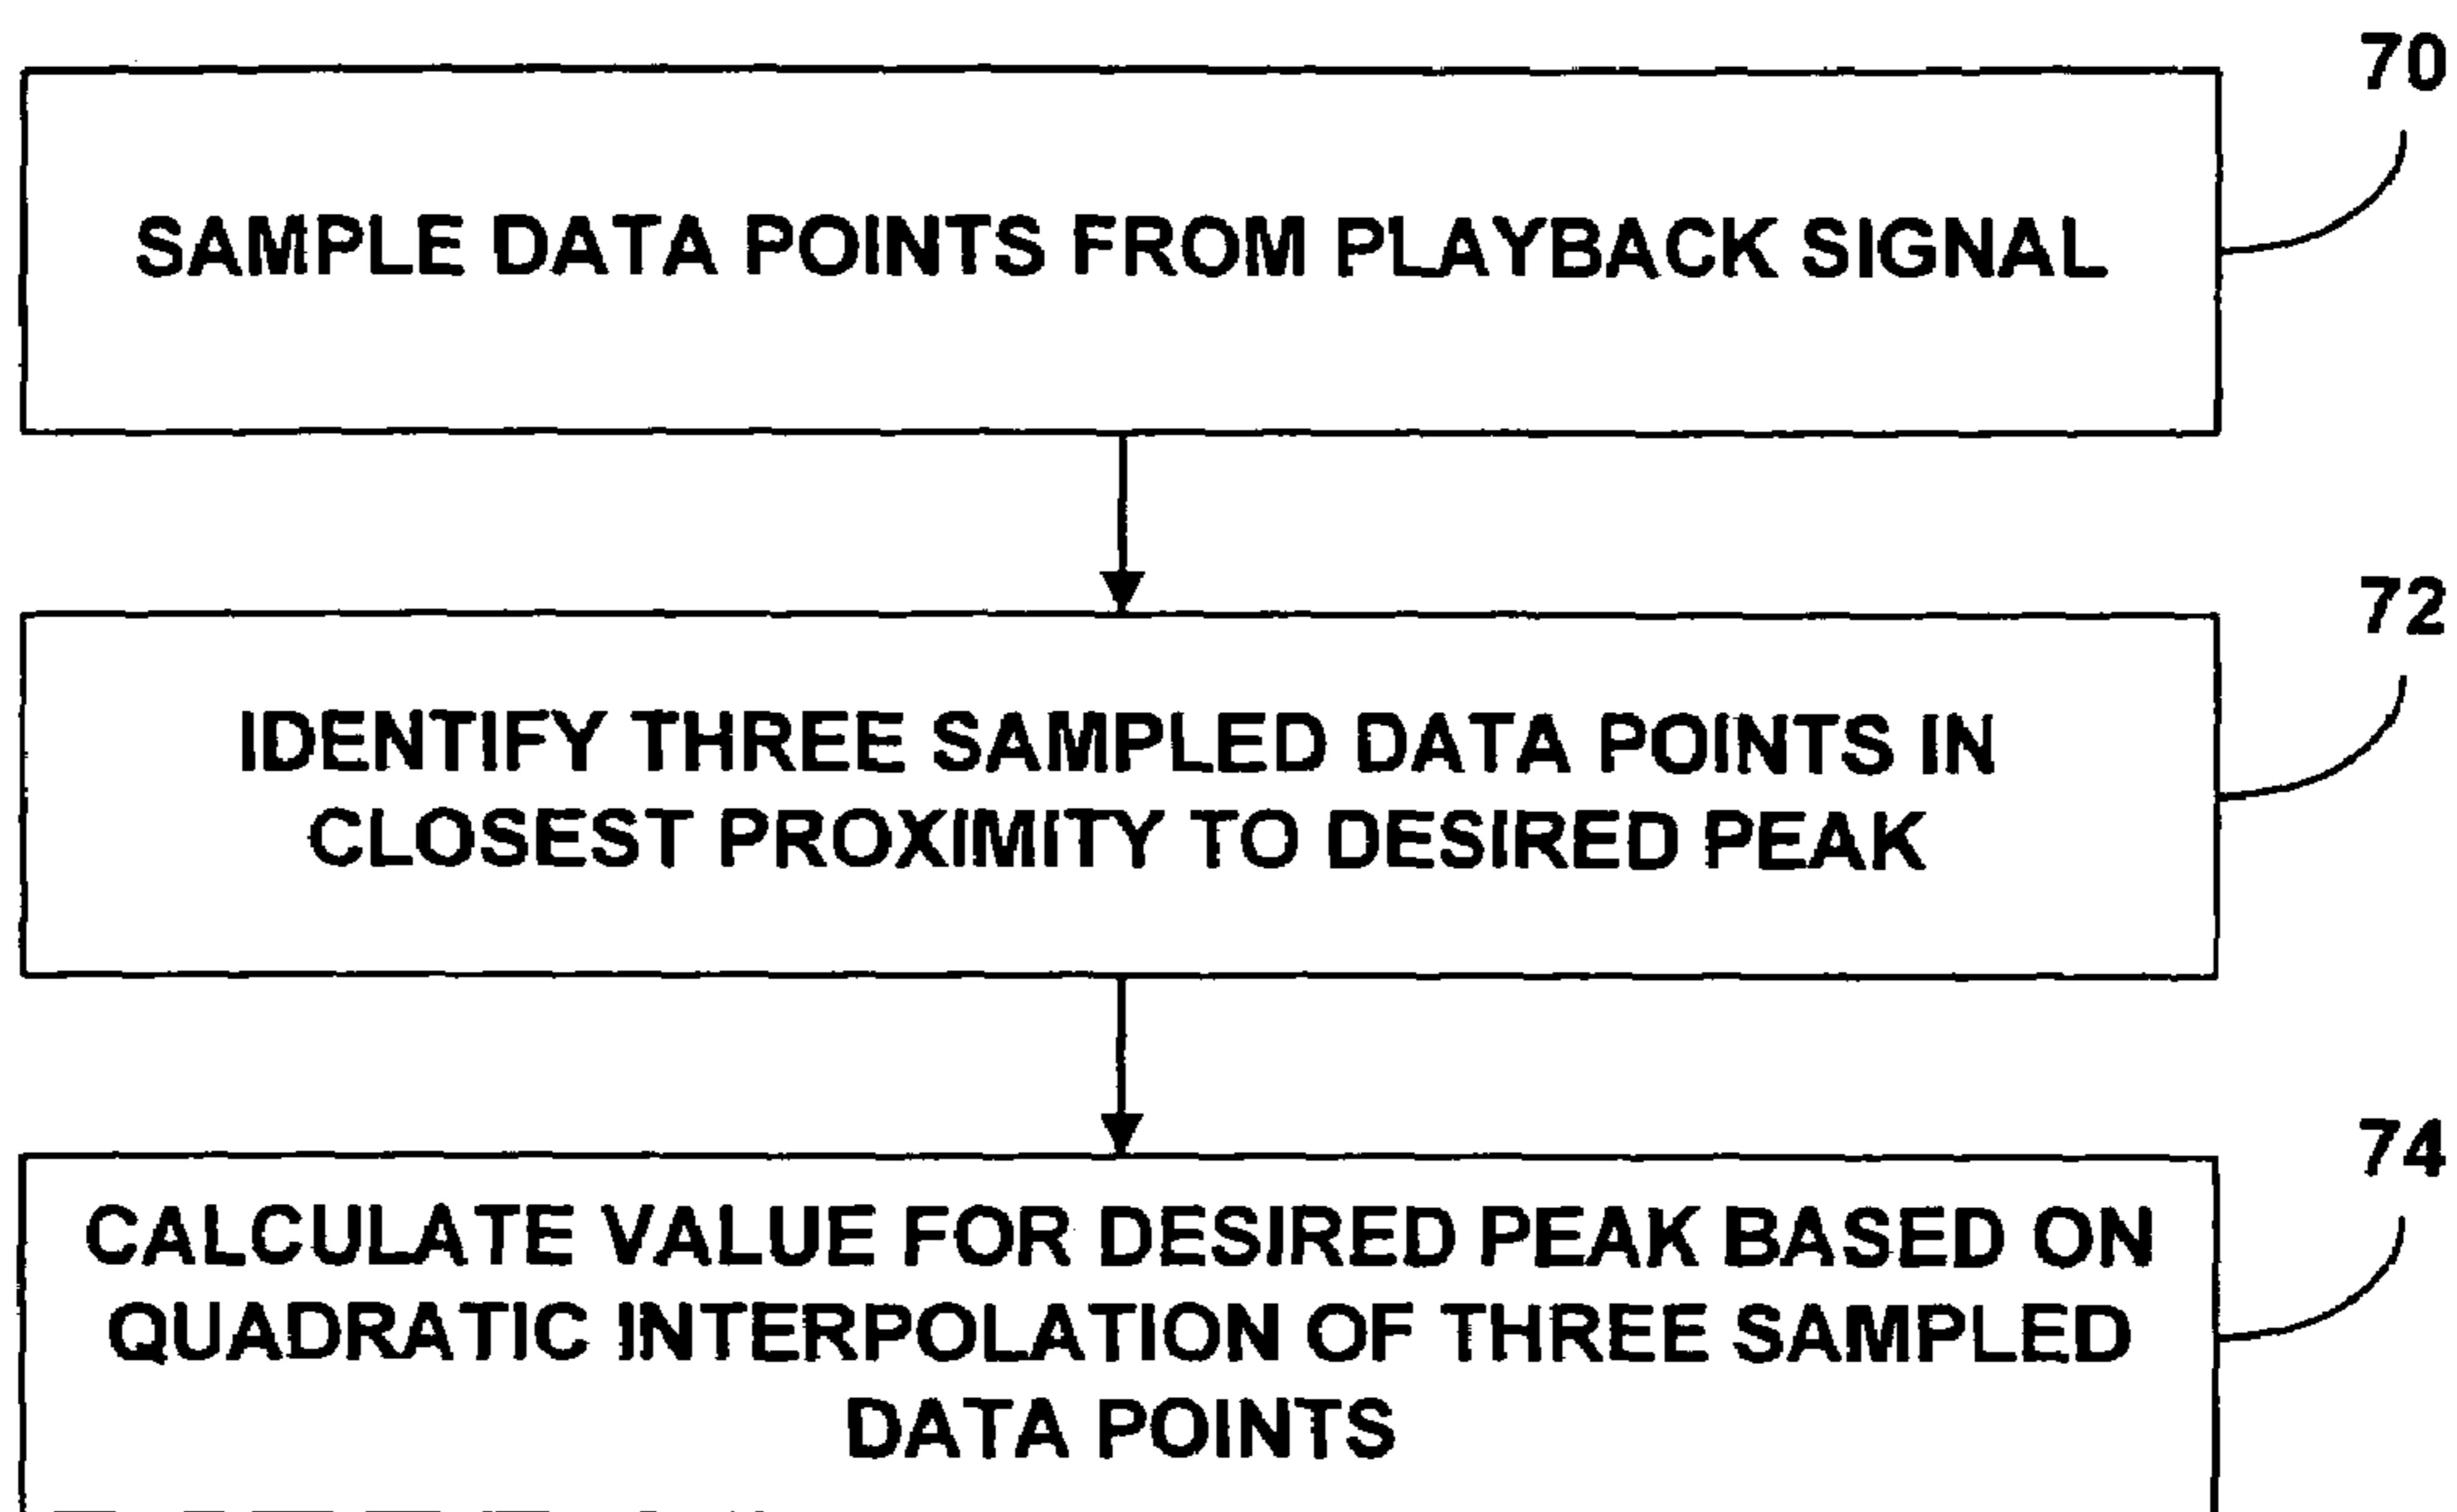 70
SAMPLE DATA POINTS FROM PLAYBACK SIGNAL
72
IDENTIFY THREE SAMPLED DATA POINTS IN
CLOSEST PROXIMITY TO DESIRED PEAK
74
CALCULATE VALUE FOR DESIRED PEAK BASED ON
QUADRATIC INTERPOLATION OF THREE SAMPLED
DATA POINTS